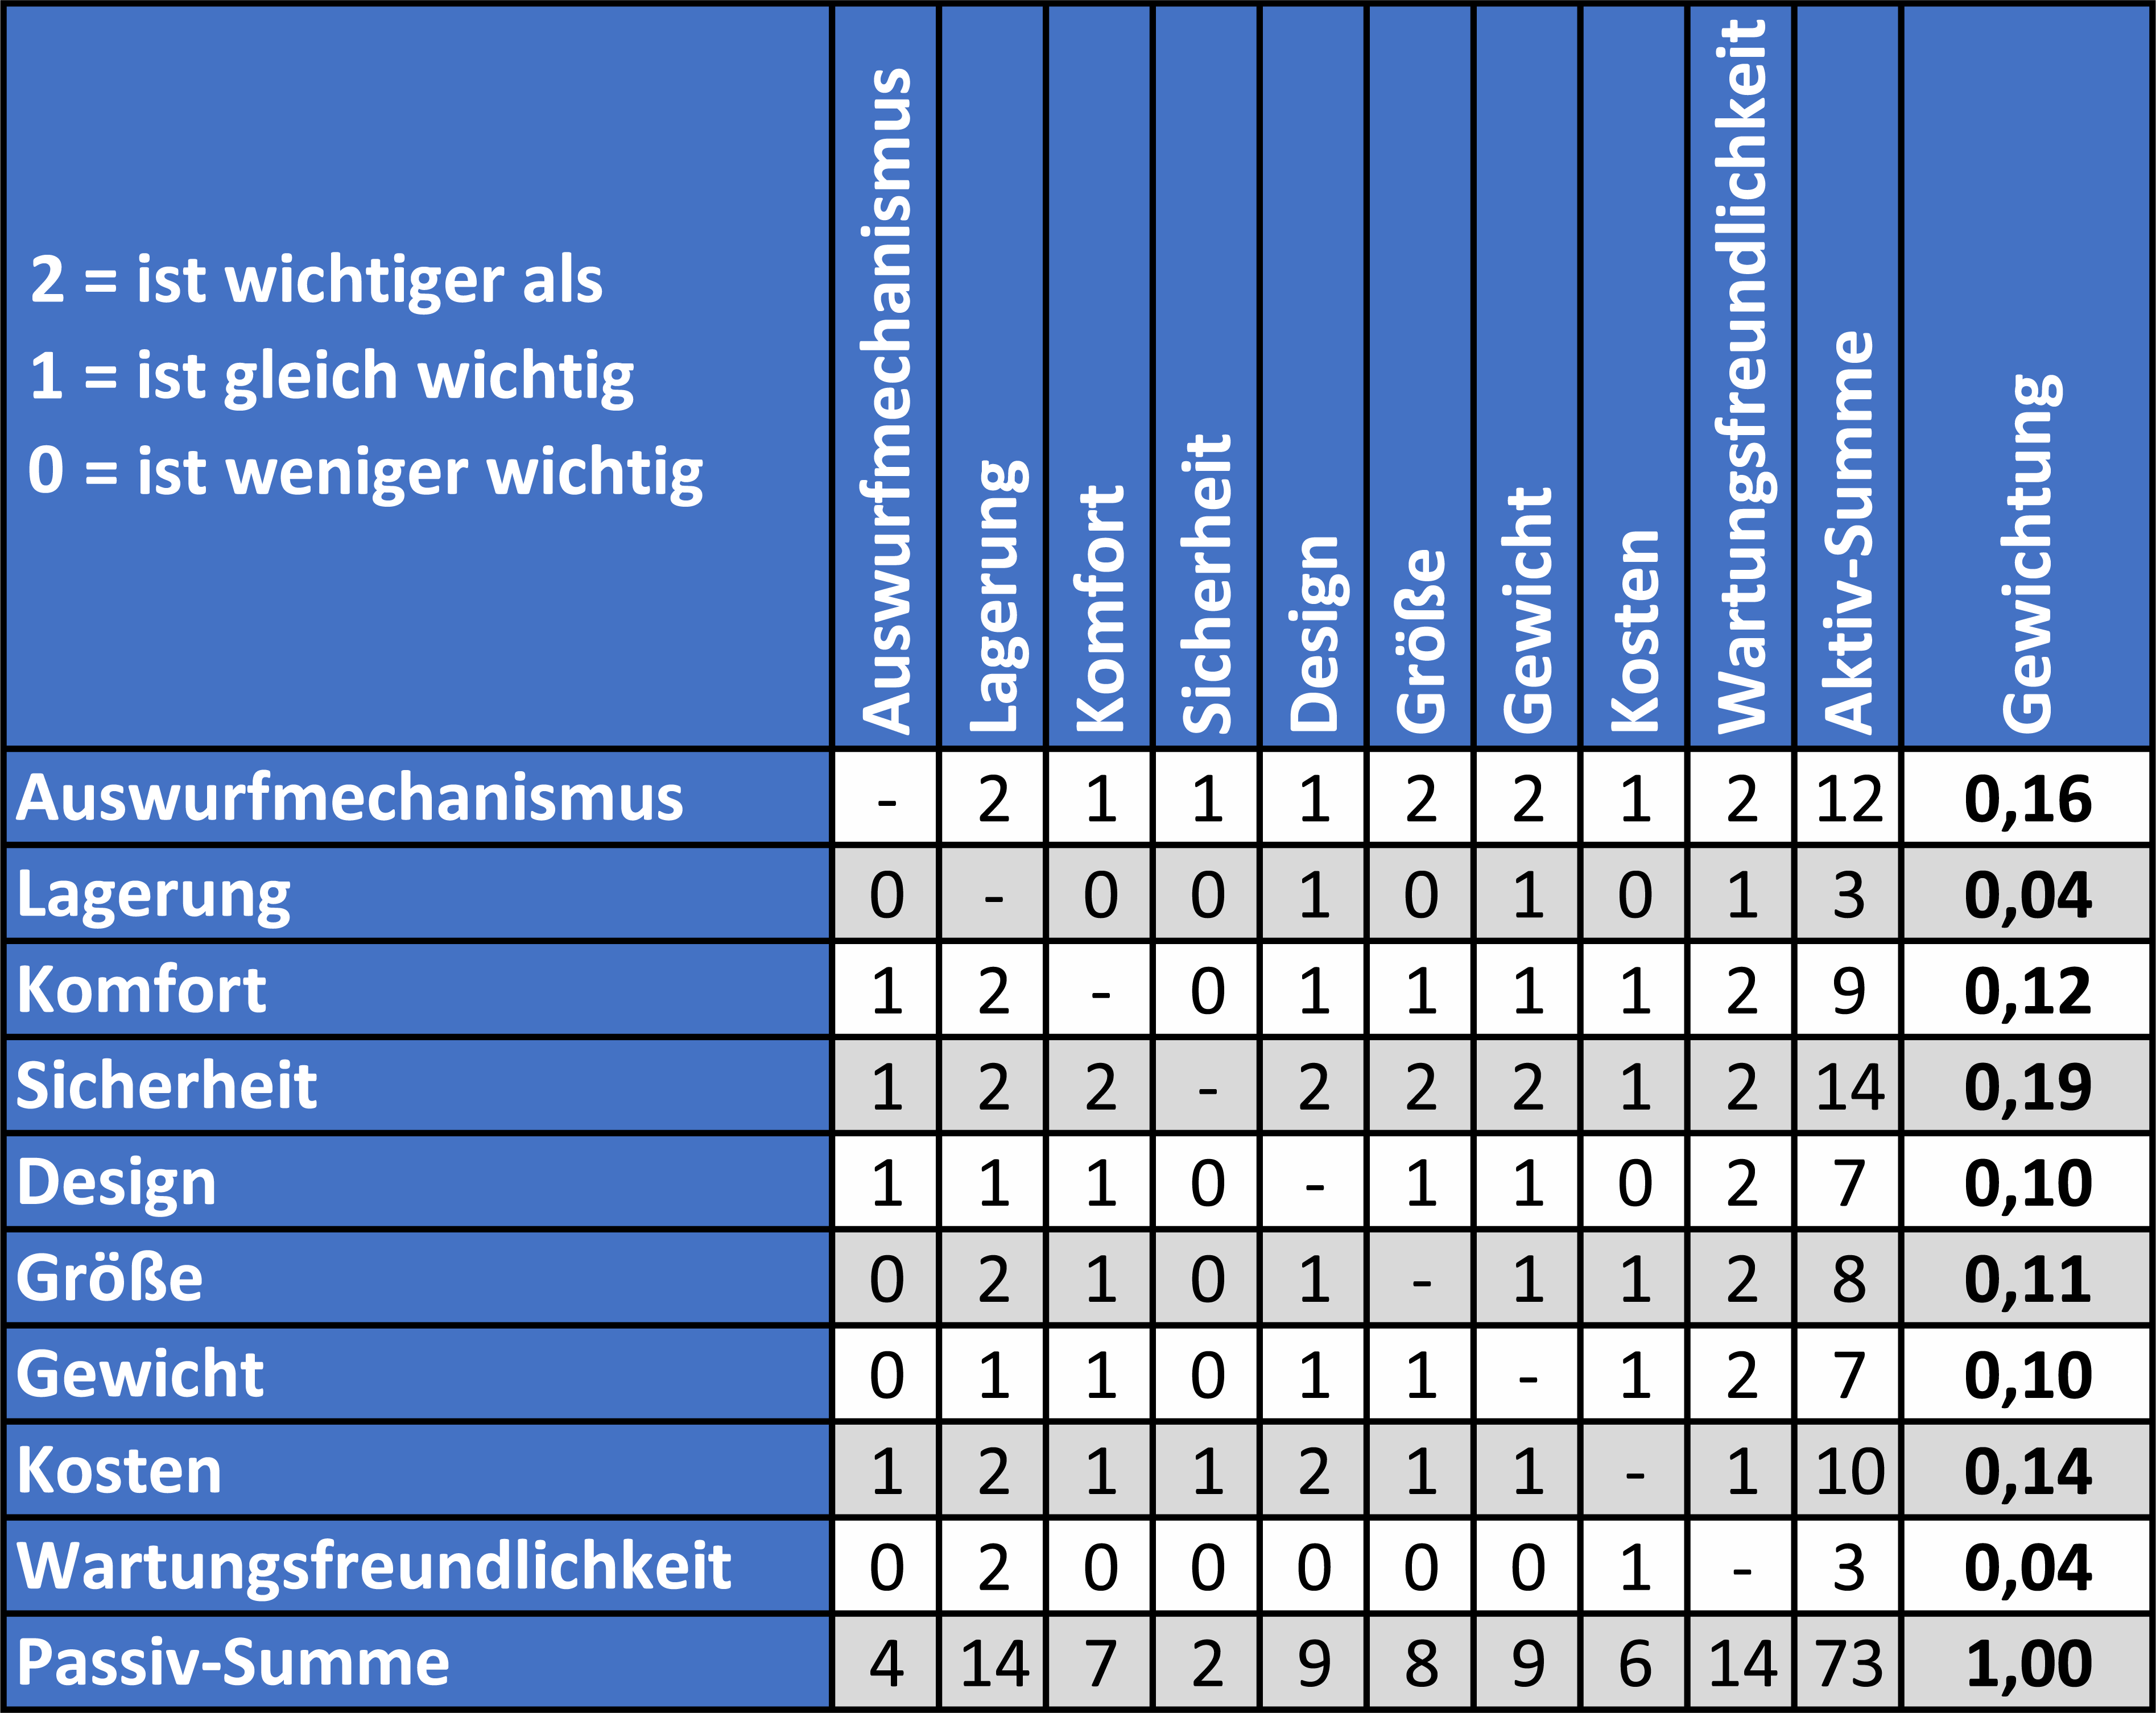 2 = ist wichtiger als
1 = ist gleich wichtig
0 = ist weniger wichtig
Auswurfmechanismus
Lagerung
Komfort
Sicherheit
Design
Größe
Gewicht
Kosten
Wartungsfreundlichkeit
Aktiv-Summe
Gewichtung
Auswurfmechanismus - 2 1 1 1 2 2 1 2 12 0,16
Lagerung 0 - 0 0 1 0 1 0 1 3 0,04
Komfort 1 2 - 0 1 1 1 1 2 9 0,12
Sicherheit 1 2 2 - 2 2 2 1 2 14 0,19
Design 1 1 1 0 - 1 1 0 2 7 0,10
Größe 0 2 1 0 1 - 1 1 2 8 0,11
Gewicht 0 1 1 0 1 1 - 1 2 7 0,10
Kosten 1 2 1 1 2 1 1 - 1 10 0,14
Wartungsfreundlichkeit 0 2 0 0 0 0 0 1 - 3 0,04
Passiv-Summe 4 14 7 2 9 8 9 6 14 73 1,00